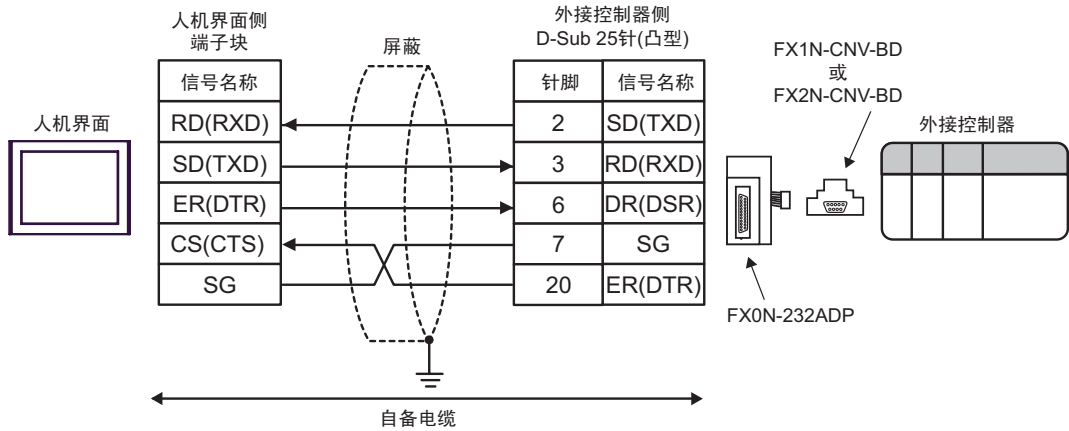 人机界面侧
端子块
屏蔽
外接控制器侧
D-Sub 25针(凸型)
FX1N-CNV-BD
或
FX2N-CNV-BD
人机界面
外接控制器
信号名称
针脚 信号名称
RD(RXD) 2 SD(TXD)
SD(TXD) 3 RD(RXD)
ER(DTR) 6 DR(DSR)
CS(CTS) 7 SG
SG 20 ER(DTR)
FX0N-232ADP
自备电缆